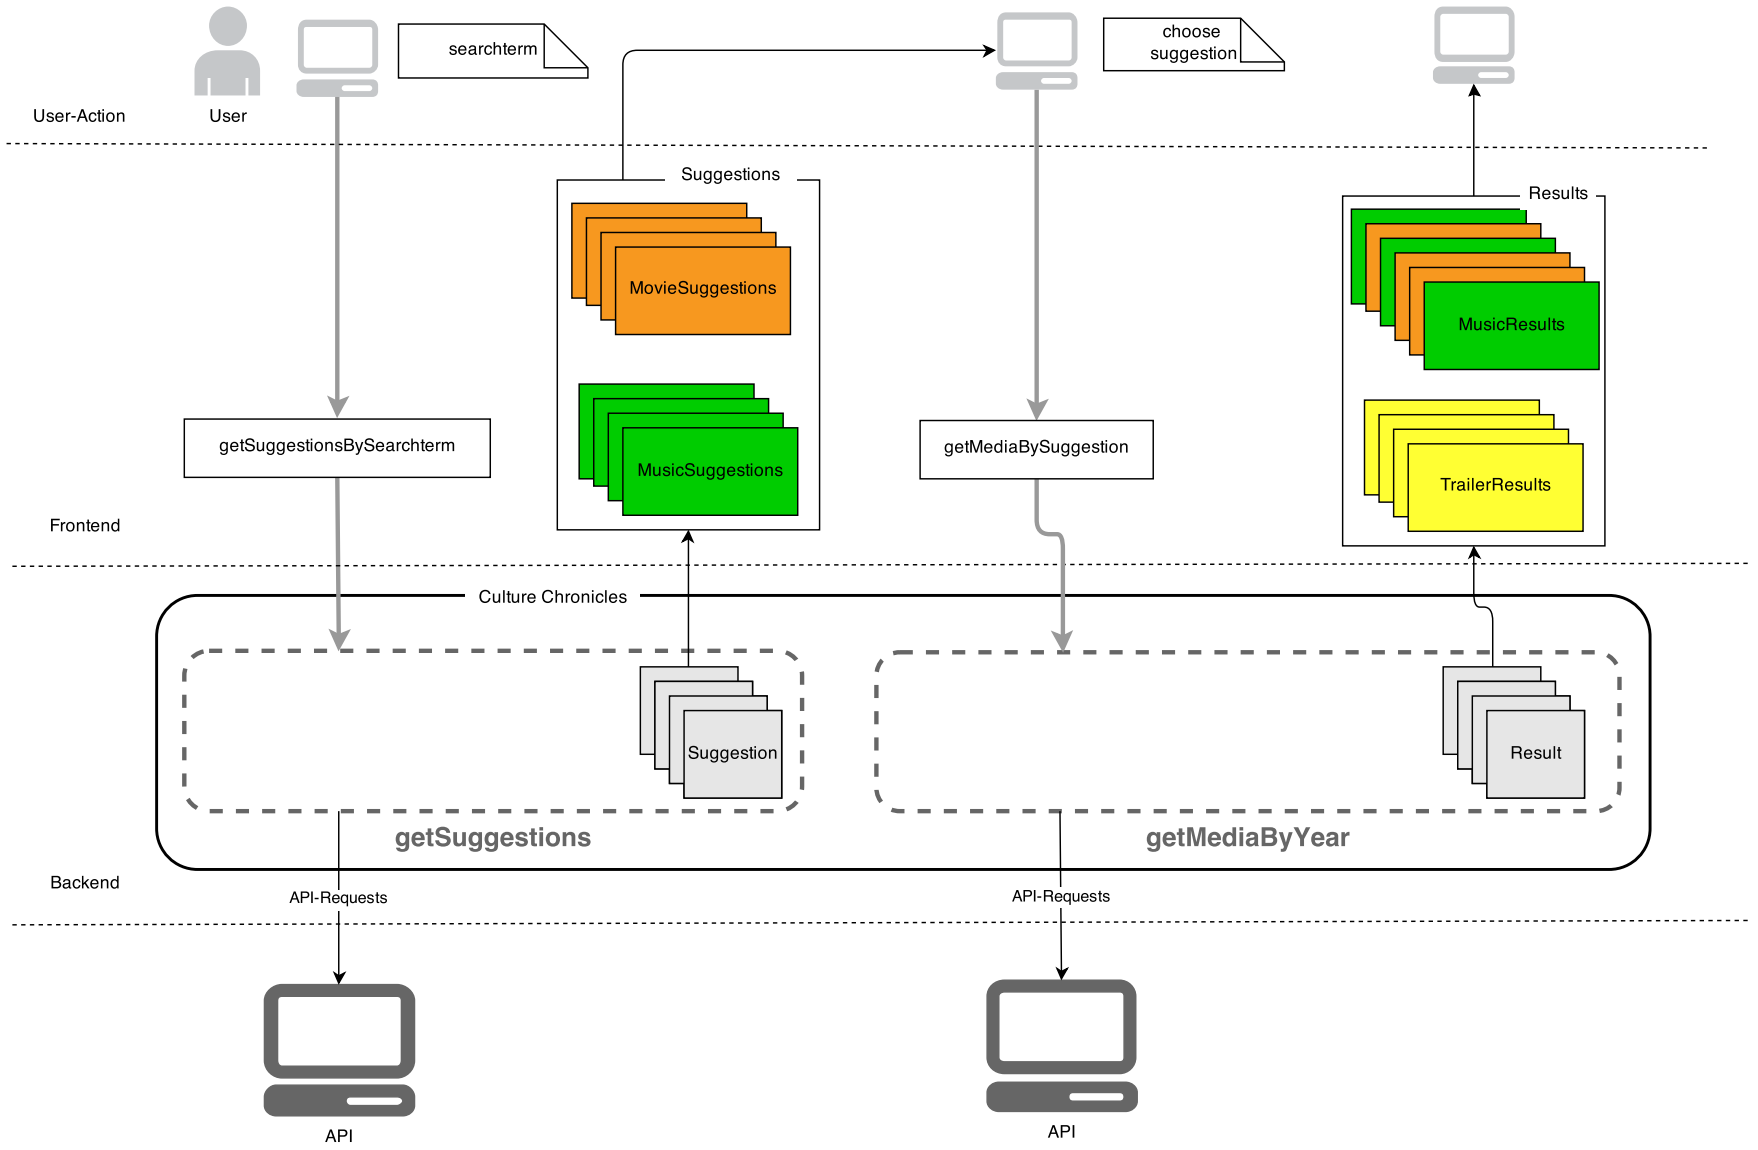 searchterm
choose
suggestion
User-Action
User
Suggestions
Results
MovieSuggestions
MusicResults
getSuggestionsBySearchterm
getMediaBySuggestion
MusicSuggestions
TrailerResults
Frontend
Culture Chronicles
Suggestion
Result
getSuggestions
getMediaByYear
Backend
API-Requests
API-Requests
API
API